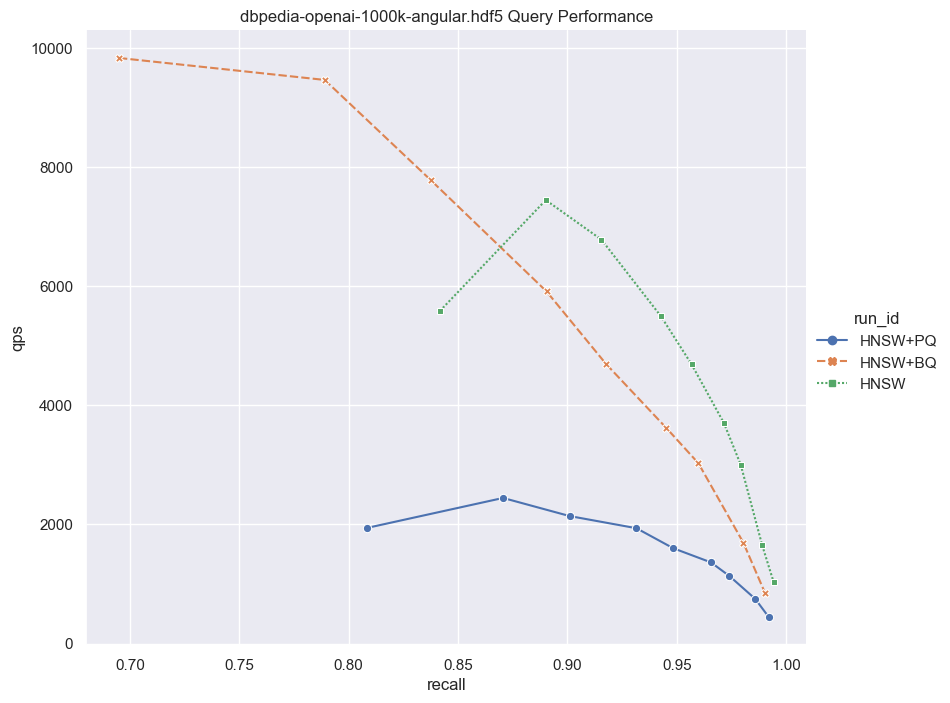 dbpedia-openai-1000k-angular.hdf5 Query Performance
10000
8000
6000
4000
2000
0
qps
0.70 0.75 0.80 0.85 0.90 0.95 1.00
recall
run_id
HNSW+PQ
HNSW+BQ
HNSW